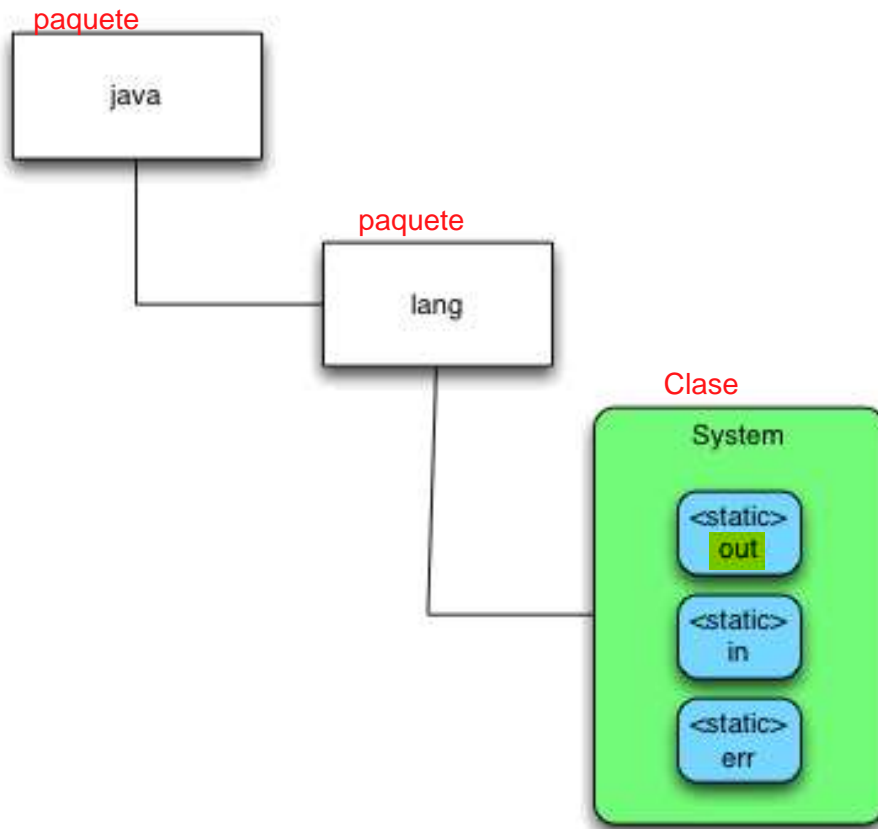 paquete
java
paquete
lang
Clase
System
<static>
out
<static>
in
<static>
err